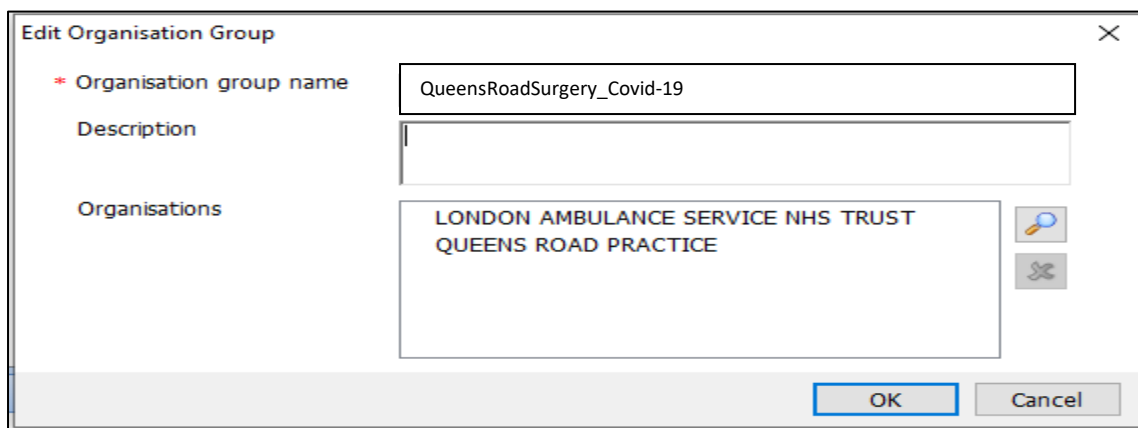 Edit Organisation Group
* Organisation group name
QueensRoadSurgery_Covid-19
Description
Organisations
LONDON AMBULANCE SERVICE NHS TRUST
QUEENS ROAD PRACTICE
OK
Cancel